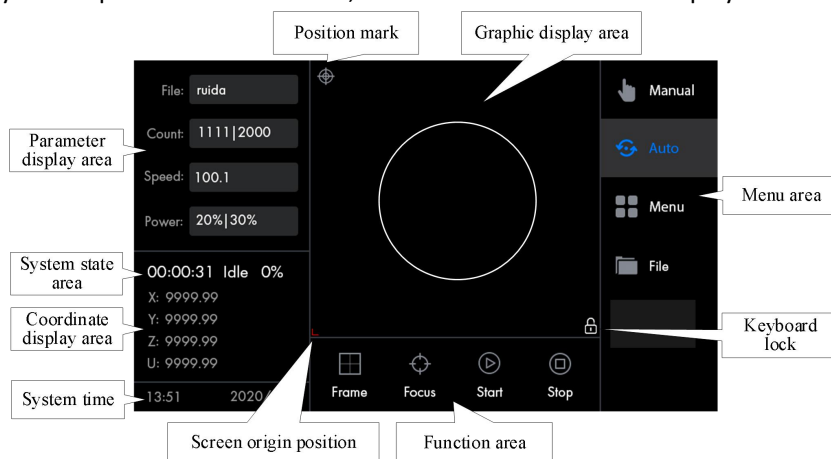 Position mark
Graphic display area
File: ruida
Count: 1111|2000
Speed: 100.1
Power: 20%|30%
Parameter
display area
Manual
Auto
Menu
File
Menu area
System state
area
00:00:31 Idle 0%
Coordinate
display area
X: 9999.99
Y: 9999.99
Z: 9999.99
U: 9999.99
Keyboard
lock
System time
13:51
2020
Frame
Focus
Start
Stop
Screen origin position
Function area